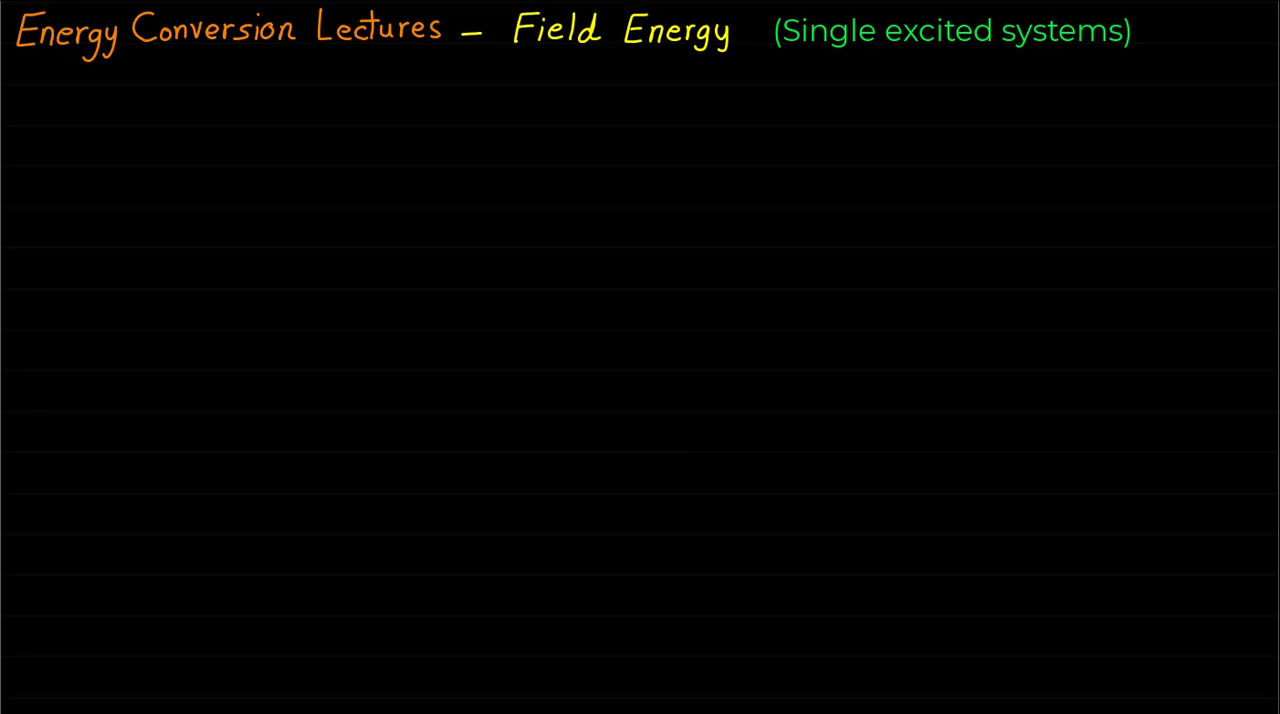 Energy Conversion Lectures – Field Energy (Single excited systems)